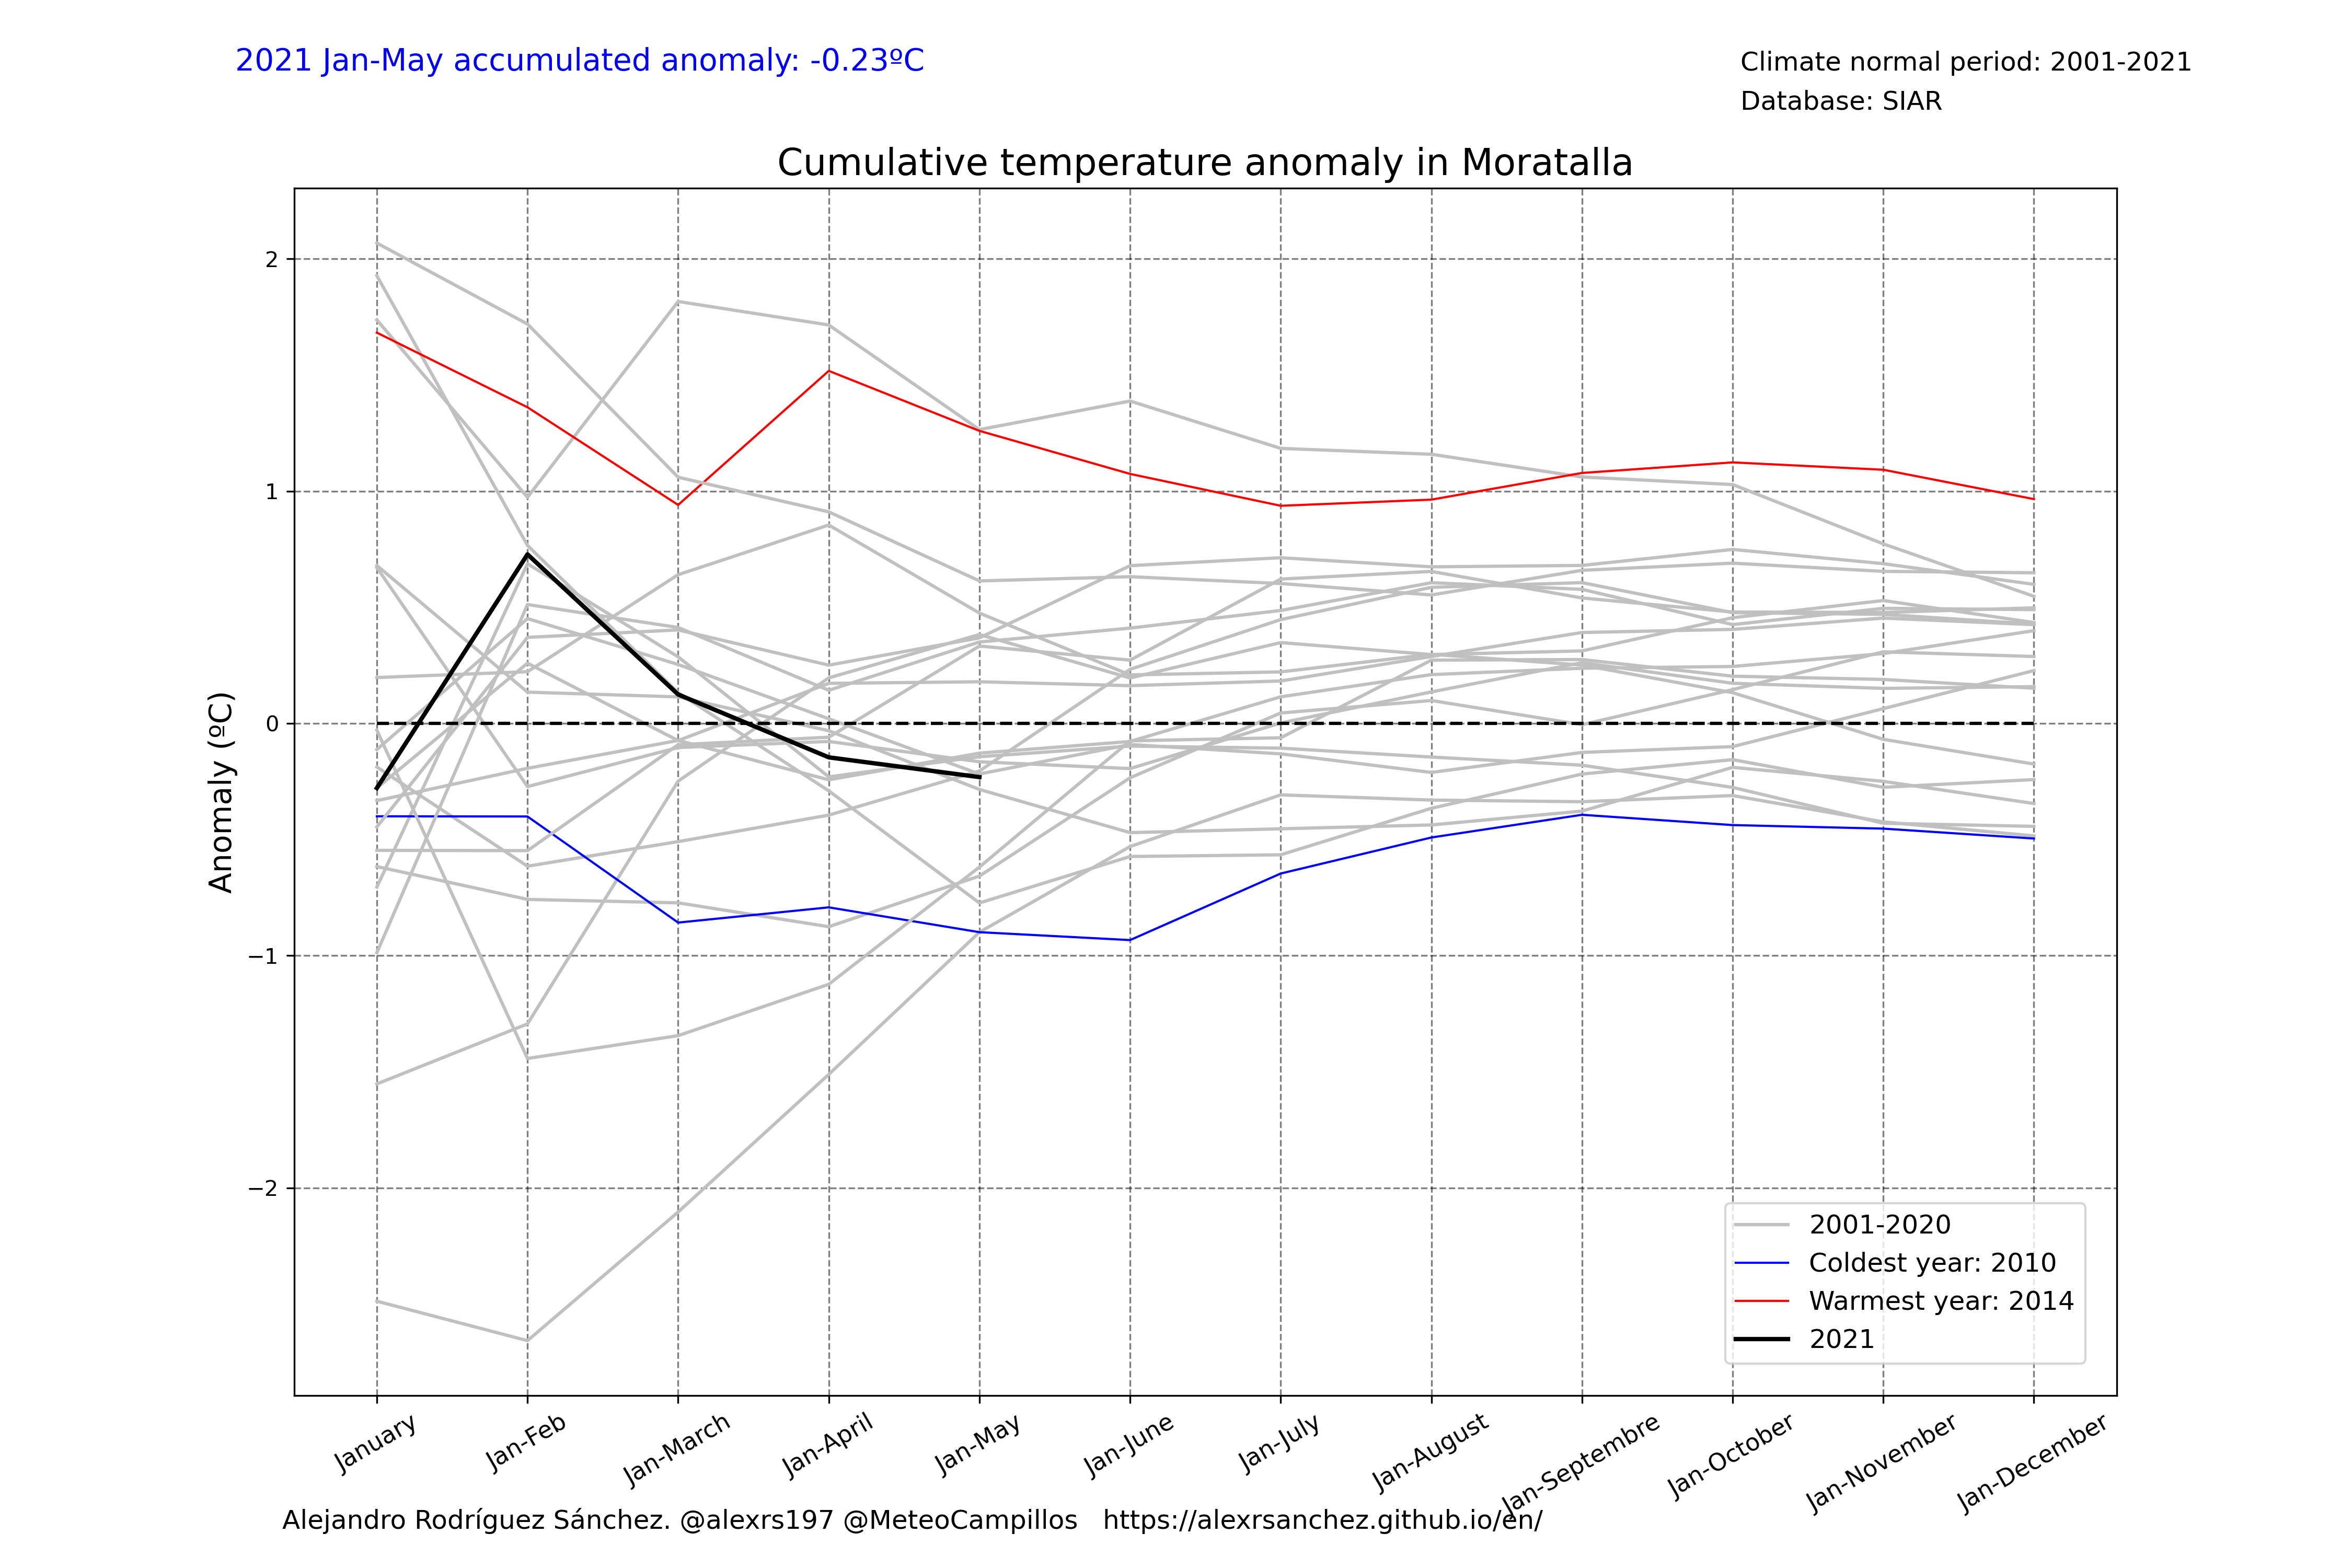 2021 Jan-May accumulated anomaly: -0.23ºC
Climate normal period: 2001-2021
Database: SIAR
Cumulative temperature anomaly in Moratalla
Anomaly (ºC)
2
1
0
−1
−2
2001-2020
Coldest year: 2010
Warmest year: 2014
2021
January
Jan-Feb
Jan-March
Jan-April
Jan-May
Jan-June
Jan-July
Jan-August
Jan-Septembre
Jan-October
Jan-November
Jan-December
Alejandro Rodríguez Sánchez. @alexrs197 @MeteoCampillos https://alexrsanchez.github.io/en/